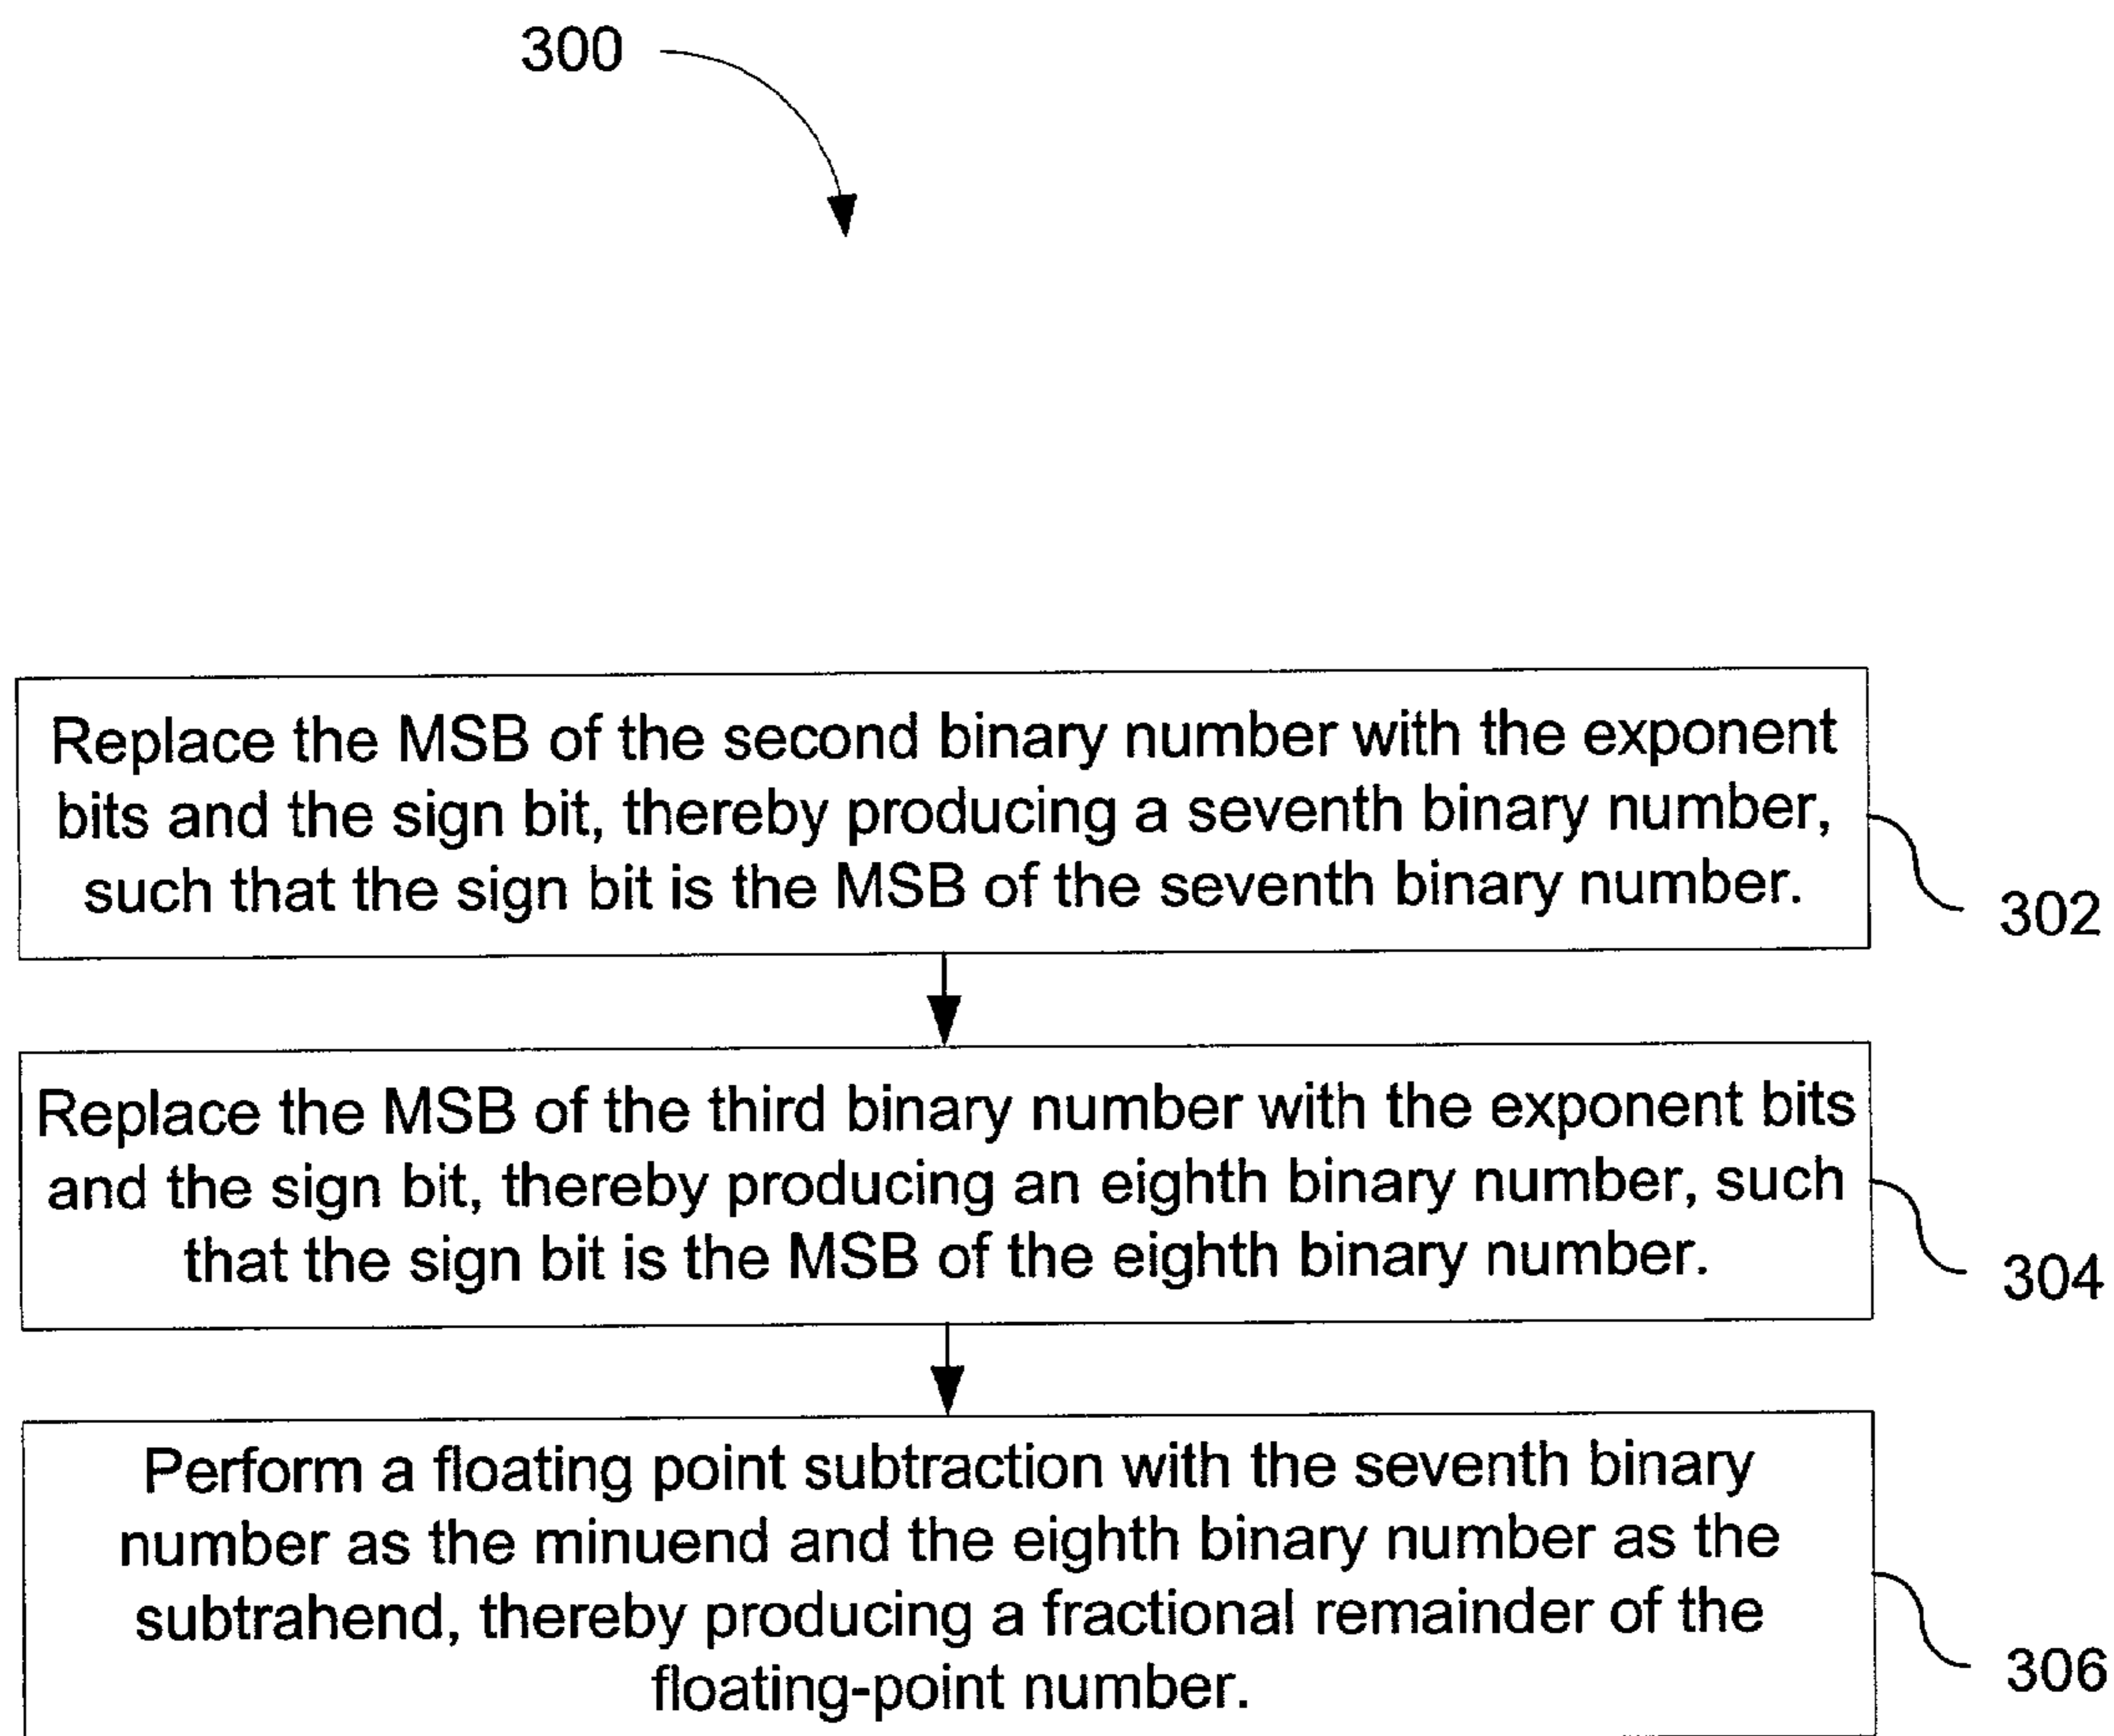 300
Replace the MSB of the second binary number with the exponent
bits and the sign bit, thereby producing a seventh binary number,
such that the sign bit is the MSB of the seventh binary number.
302
Replace the MSB of the third binary number with the exponent bits
and the sign bit, thereby producing an eighth binary number, such
that the sign bit is the MSB of the eighth binary number.
304
Perform a floating point subtraction with the seventh binary
number as the minuend and the eighth binary number as the
subtrahend, thereby producing a fractional remainder of the
floating-point number.
306